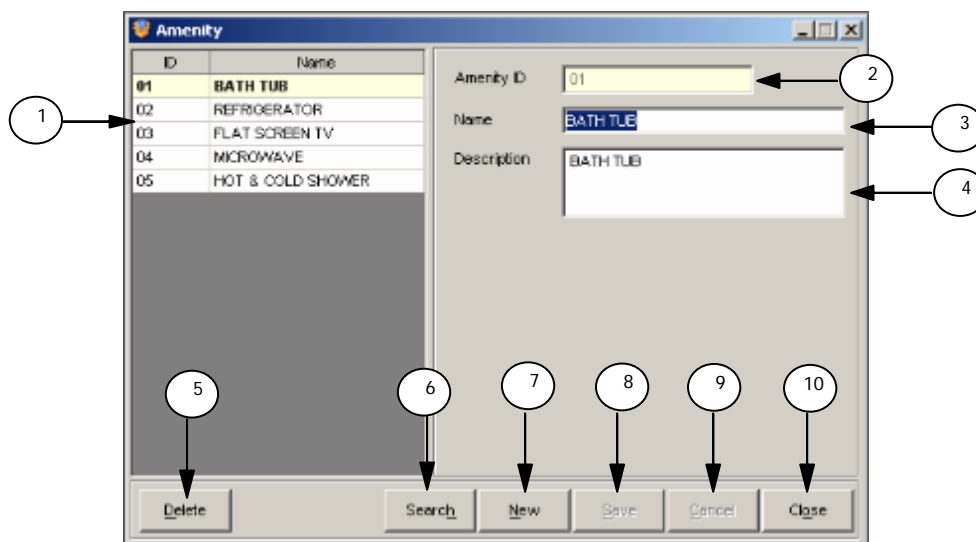 Amenity
ID Name
01 BATH TUB
02 REFRIGERATOR
03 FLAT SCREEN TV
04 MICROWAVE
05 HOT & COLD SHOWER
Amenity ID 01
Name BATH TUB
Description BATH TUB
1
2
3
4
5
6
7
8
9
10
Delete Search New Save Cancel Close